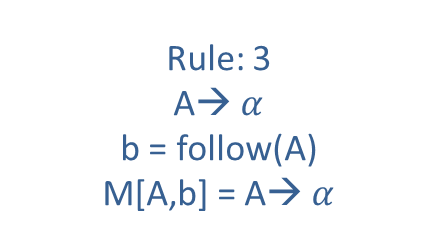 Rule: 3
A→ α
b = follow(A)
M[A,b] = A→ α